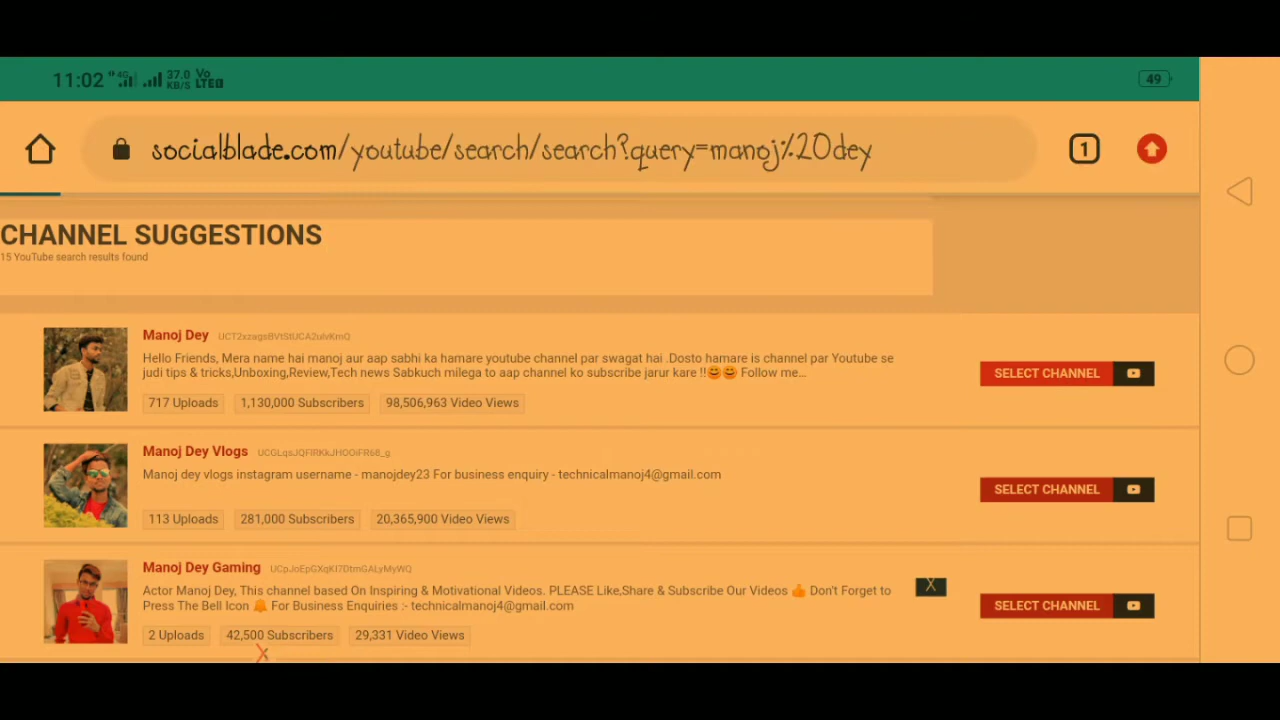 11:02 4G 37.0 KB/S Vo LTE 49
socialblade.com/youtube/search/search?query=manoj%20dey
1
CHANNEL SUGGESTIONS
15 YouTube search results found
Manoj Dey
Hello Friends, Mera name hai manoj aur aap sabhi ka hamare youtube channel par swagat hai .Dosto hamare is channel par Youtube se
judi tips & tricks,Unboxing,Review,Tech news Sabkuch milega to aap channel ko subscribe jarur kare !!😄😄 Follow me...
SELECT CHANNEL
717 Uploads 1,130,000 Subscribers 98,506,963 Video Views
Manoj Dey Vlogs
Manoj dey vlogs instagram username - manojdey23 For business enquiry - technicalmanoj4@gmail.com
SELECT CHANNEL
113 Uploads 281,000 Subscribers 20,365,900 Video Views
Manoj Dey Gaming
Actor Manoj Dey, This channel based On Inspiring & Motivational Videos. PLEASE Like,Share & Subscribe Our Videos 👍 Don't Forget to
Press The Bell Icon 🔔 For Business Enquiries :- technicalmanoj4@gmail.com
X
SELECT CHANNEL
2 Uploads 42,500 Subscribers 29,331 Video Views
X